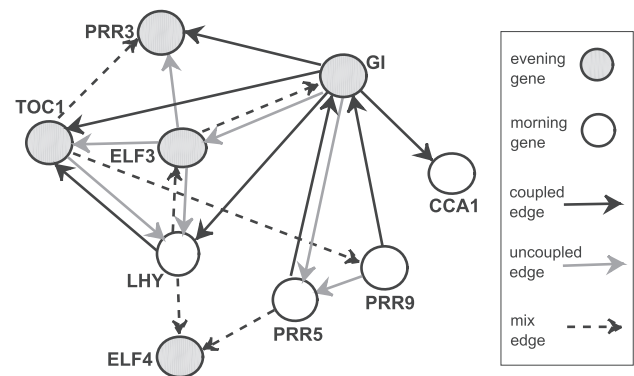 PRR3
GI
TOC1
ELF3
CCA1
LHY
PRR9
PRR5
ELF4
evening
gene
morning
gene
coupled
edge
uncoupled
edge
mix
edge